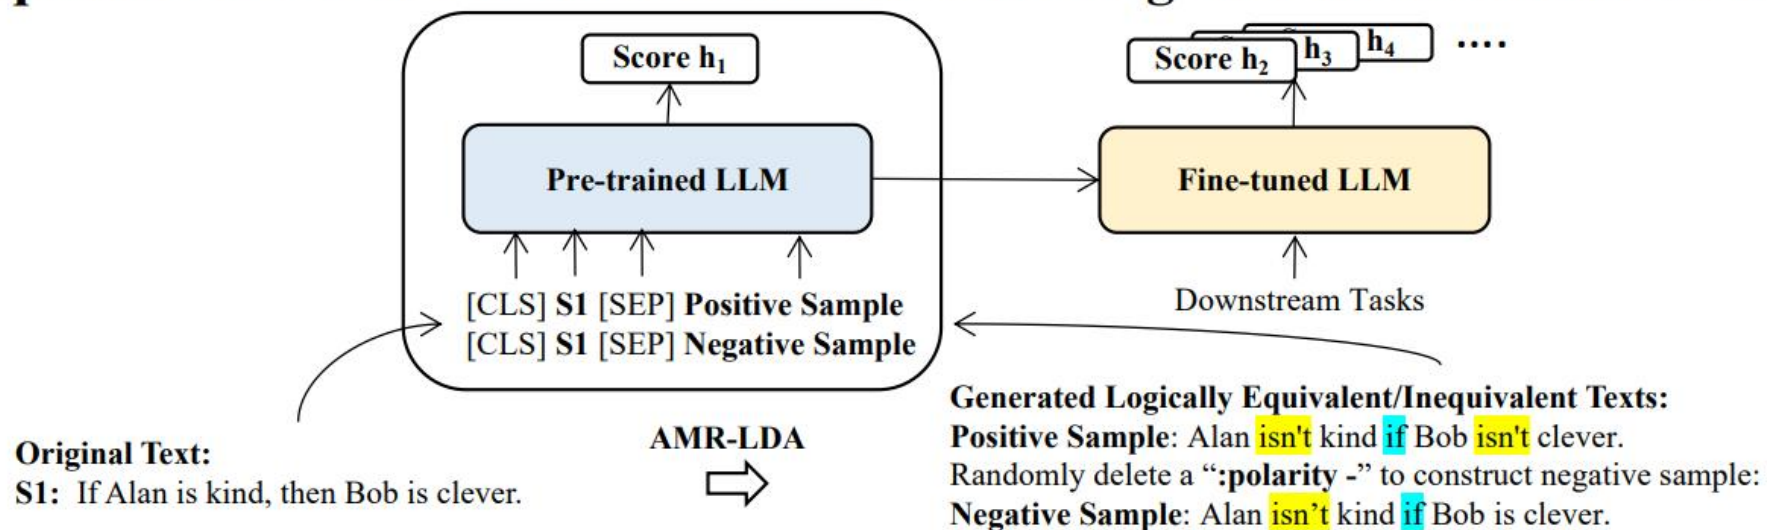 Score h₁
Score h₂
h₃
h₄
....
Pre-trained LLM
Fine-tuned LLM
[CLS] S1 [SEP] Positive Sample
[CLS] S1 [SEP] Negative Sample
Downstream Tasks
Original Text:
S1: If Alan is kind, then Bob is clever.
AMR-LDA
Generated Logically Equivalent/Inequivalent Texts:
Positive Sample: Alan isn't kind if Bob isn't clever.
Randomly delete a “:polarity -” to construct negative sample:
Negative Sample: Alan isn’t kind if Bob is clever.